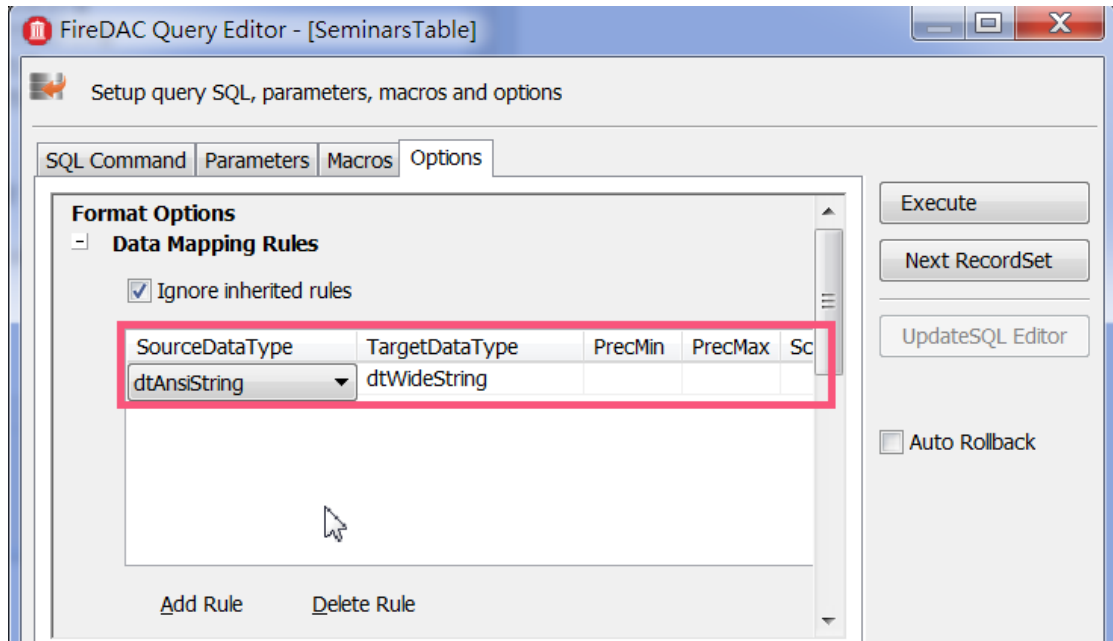 FireDAC Query Editor - [SeminarsTable]
Setup query SQL, parameters, macros and options
SQL Command Parameters Macros Options
Format Options
Data Mapping Rules
Ignore inherited rules
SourceDataType TargetDataType PrecMin PrecMax Sc
dtAnsiString dtWideString
Add Rule Delete Rule
Execute
Next RecordSet
UpdateSQL Editor
Auto Rollback